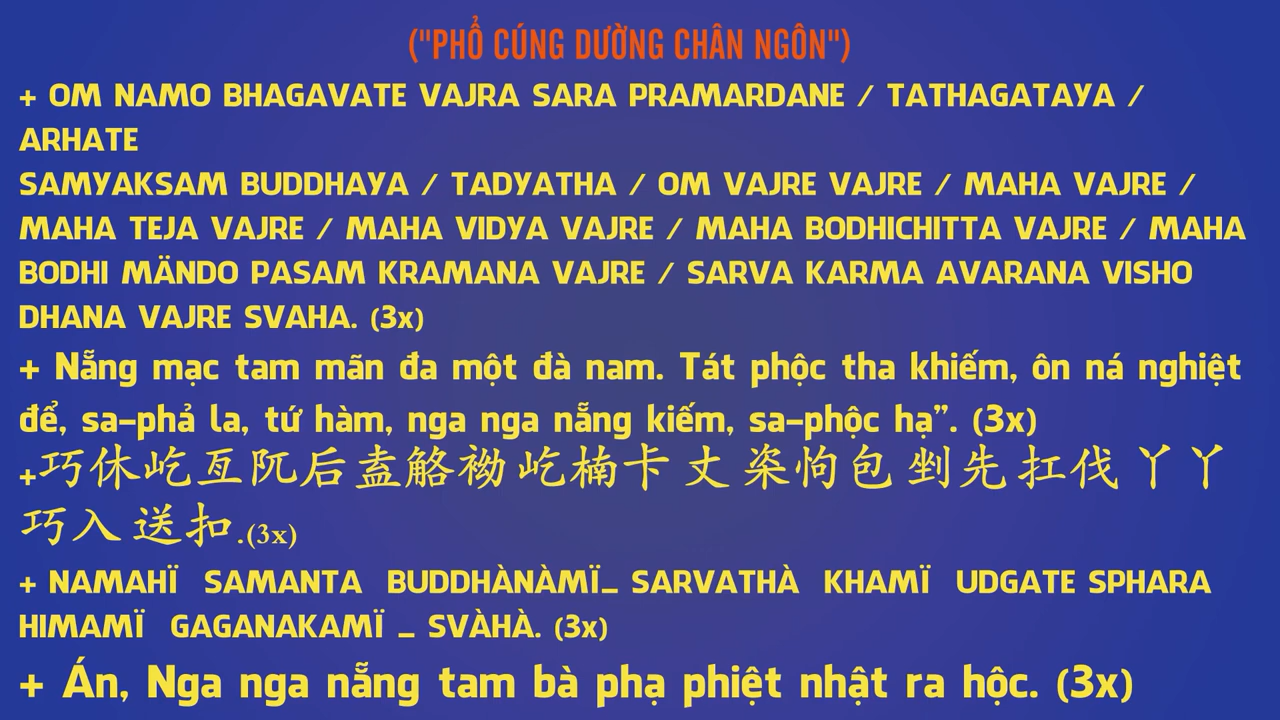 ("PHỔ CÚNG DƯỜNG CHÂN NGÔN")
+ OM NAMO BHAGAVATE VAJRA SARA PRAMARDANE / TATHAGATAYA /
ARHATE
SAMYAKSAM BUDDHAYA / TADYATHA / OM VAJRE VAJRE / MAHA VAJRE /
MAHA TEJA VAJRE / MAHA VIDYA VAJRE / MAHA BODHICHITTA VAJRE / MAHA
BODHI MÄNDO PASAM KRAMANA VAJRE / SARVA KARMA AVARANA VISHO
DHANA VAJRE SVAHA. (3x)
+ Nẵng mạc tam mãn đa một đà nam. Tát phộc tha khiếm, ôn ná nghiệt
để, sa-phả la, tứ hàm, nga nga nẵng kiếm, sa-phộc hạ”. (3x)
+巧休屹亙阢后盍觡袎屹楠卡丈 栥怐包 剉先扛伐丫丫
巧入送扣.(3x)
+ NAMAHÏ SAMANTA BUDDHÀNÀMÏ_ SARVATHÀ KHAMÏ UDGATE SPHARA
HIMAMÏ GAGANAKAMÏ _ SVÀHÀ. (3x)
+ Án, Nga nga nẵng tam bà phạ phiệt nhật ra hộc. (3x)